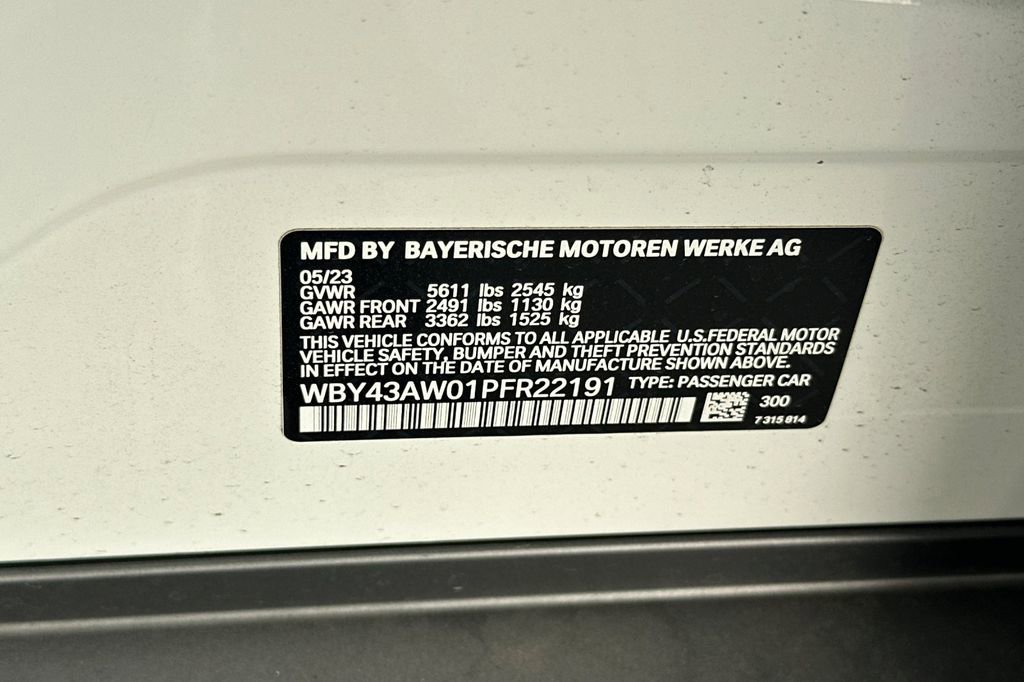 MFD BY BAYERISCHE MOTOREN WERKE AG
05/23
GVWR 5611 lbs 2545 kg
GAWR FRONT 2491 lbs 1130 kg
GAWR REAR 3362 lbs 1525 kg
THIS VEHICLE CONFORMS TO ALL APPLICABLE U.S.FEDERAL MOTOR
VEHICLE SAFETY, BUMPER AND THEFT PREVENTION STANDARDS
IN EFFECT ON THE DATE OF MANUFACTURE SHOWN ABOVE.
WBY43AW01PFR22191 TYPE: PASSENGER CAR
300
7 315 814